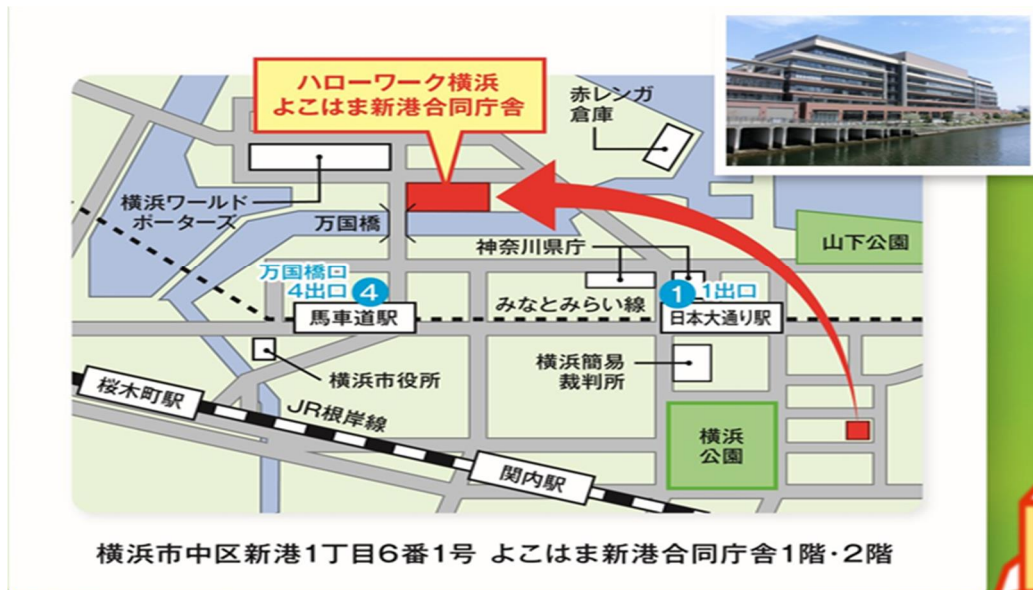 ハローワーク横浜
よこはま新港合同庁舎
赤レンガ
倉庫
横浜ワールド
ポーターズ
万国橋
神奈川県庁
山下公園
万国橋口
4出口
4
みなとみらい線
1
1出口
馬車道駅
日本大通り駅
横浜市役所
横浜簡易
裁判所
桜木町駅
JR根岸線
横浜
公園
関内駅
横浜市中区新港1丁目6番1号 よこはま新港合同庁舎1階・2階